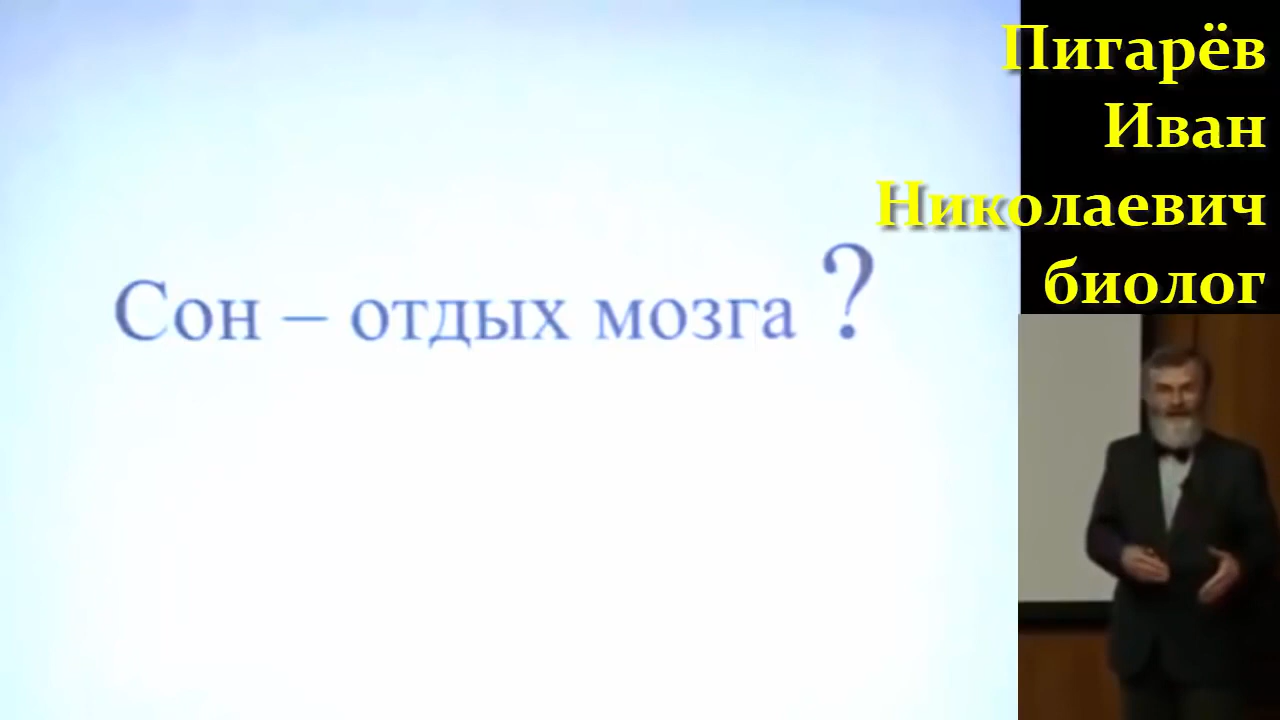 Сон – отдых мозга ?
Пигарёв
Иван
Николаевич
биолог